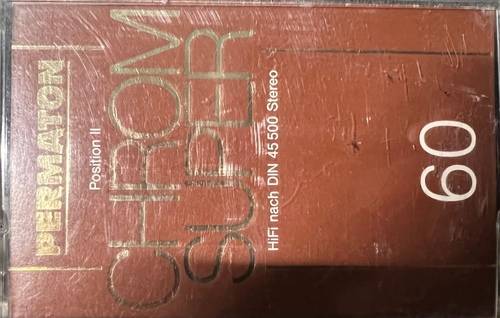 PERMATON
Position II
CHROM
SUPER
HiFi nach DIN 45 500 Stereo
60